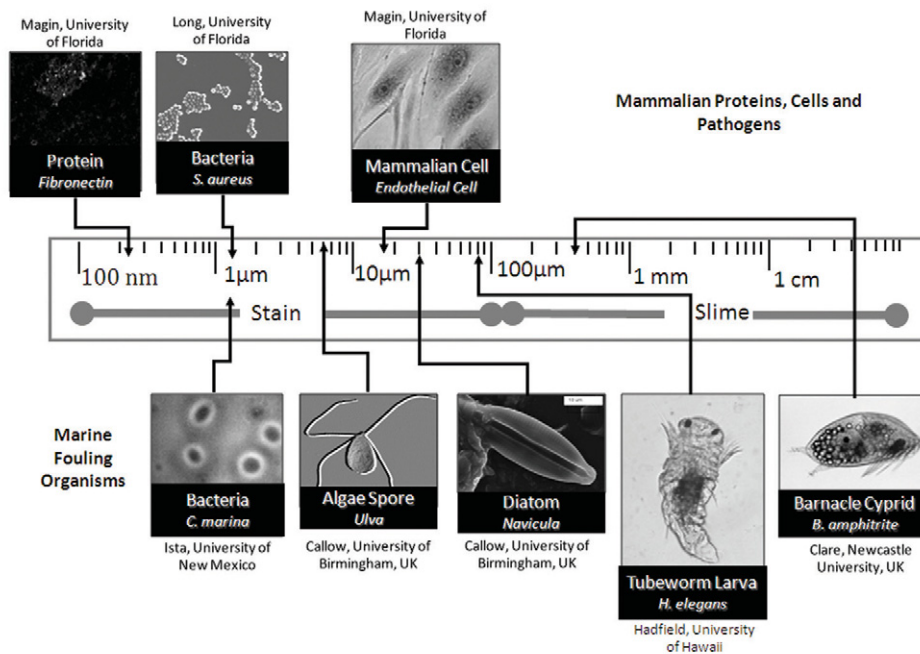 Magin, University
of Florida
Long, University
of Florida
Magin, University of
Florida
Protein
Fibronectin
Bacteria
S. aureus
Mammalian Cell
Endothelial Cell
Mammalian Proteins, Cells and
Pathogens
100 nm
1µm
10µm
100µm
1 mm
1 cm
Stain
Slime
Marine
Fouling
Organisms
Bacteria
C. marina
Ista, University of
New Mexico
Algae Spore
Ulva
Callow, University of
Birmingham, UK
Diatom
Navicula
Callow, University of
Birmingham, UK
Tubeworm Larva
H. elegans
Hadfield, University
of Hawaii
Barnacle Cyprid
B. amphitrite
Clare, Newcastle
University, UK